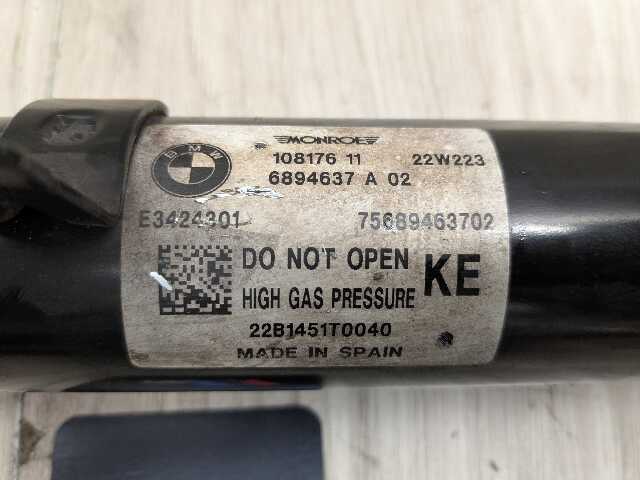 MONROE
BMW
108176 11 22W223
6894637 A 02
E3424301 75689463702
DO NOT OPEN
HIGH GAS PRESSURE
KE
22B1451T0040
MADE IN SPAIN